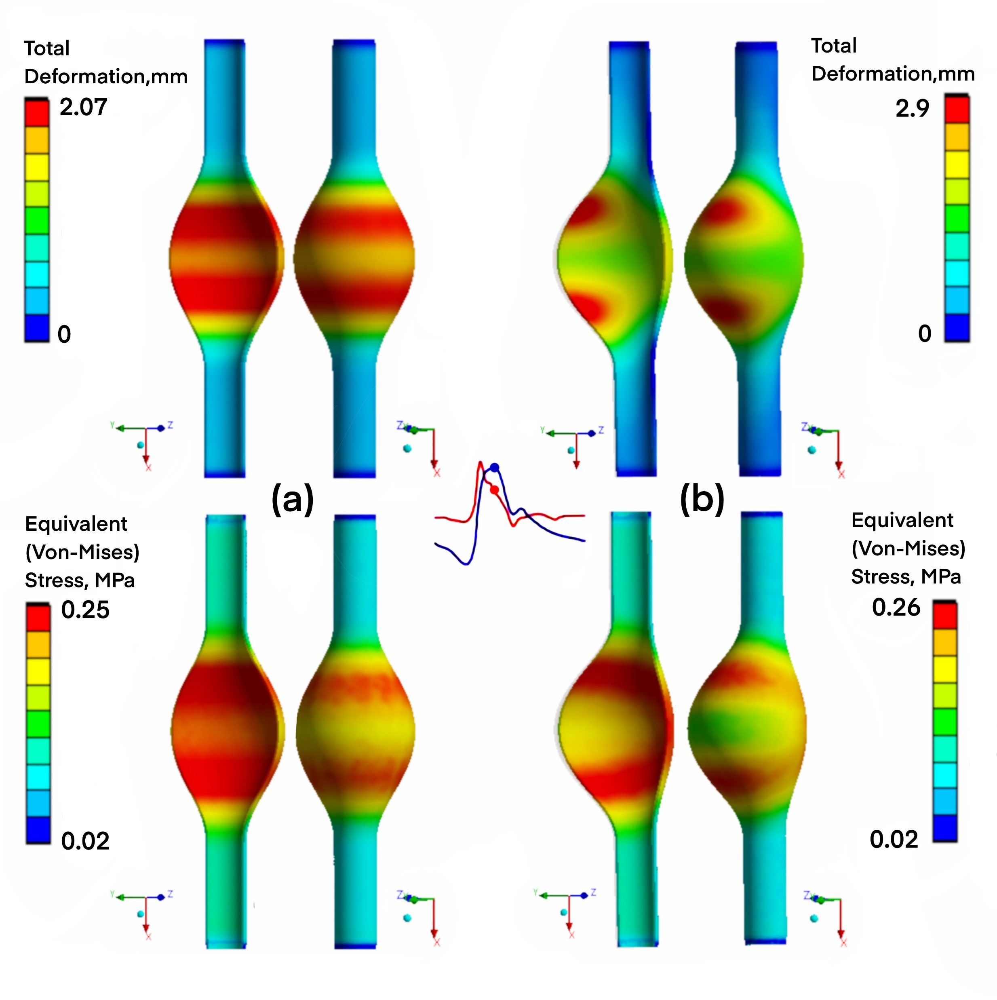 Total
Deformation,mm
2.07
0
Total
Deformation,mm
2.9
0
Y Z
X
Z
X
Y Z
Z
X
(a)
(b)
Equivalent
(Von-Mises)
Stress, MPa
0.25
0.02
Equivalent
(Von-Mises)
Stress, MPa
0.26
0.02
Y Z
X
Z
X
Y Z
X
Z
X